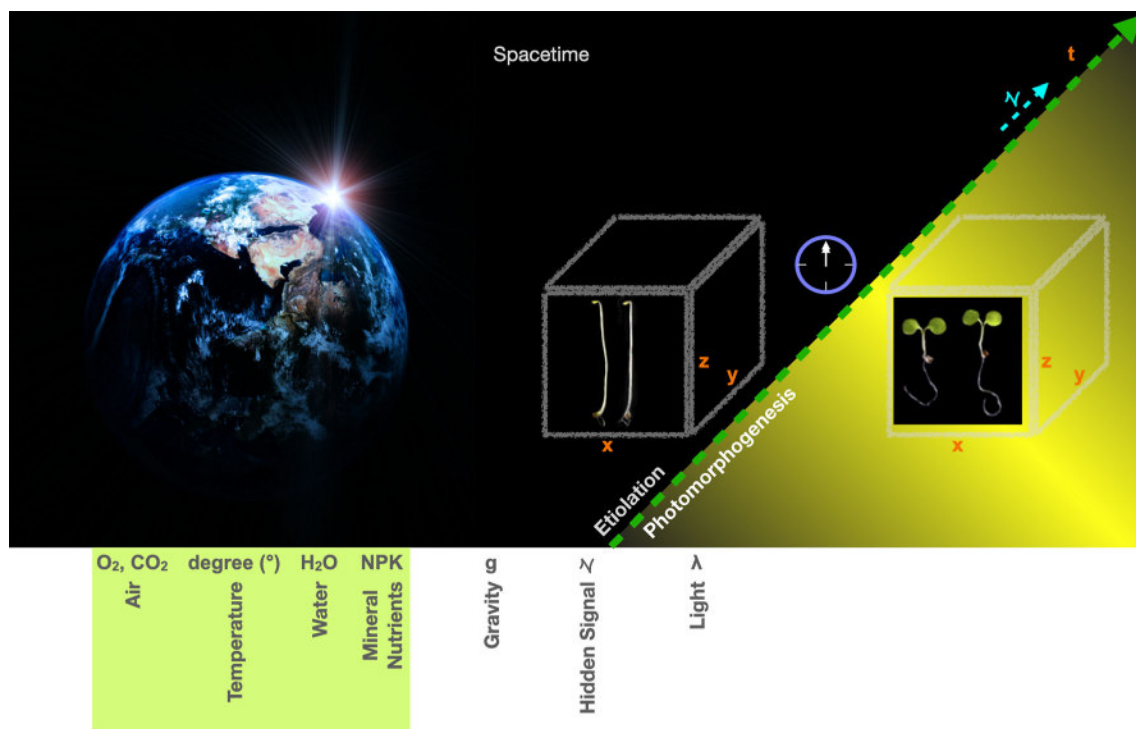 Spacetime
t
z
y
x
z
y
x
Etiolation
Photomorphogenesis
O₂, CO₂
degree (°)
H₂O
NPK
g
λ
Air
Temperature
Water
Mineral
Nutrients
Gravity
Hidden Signal
Light